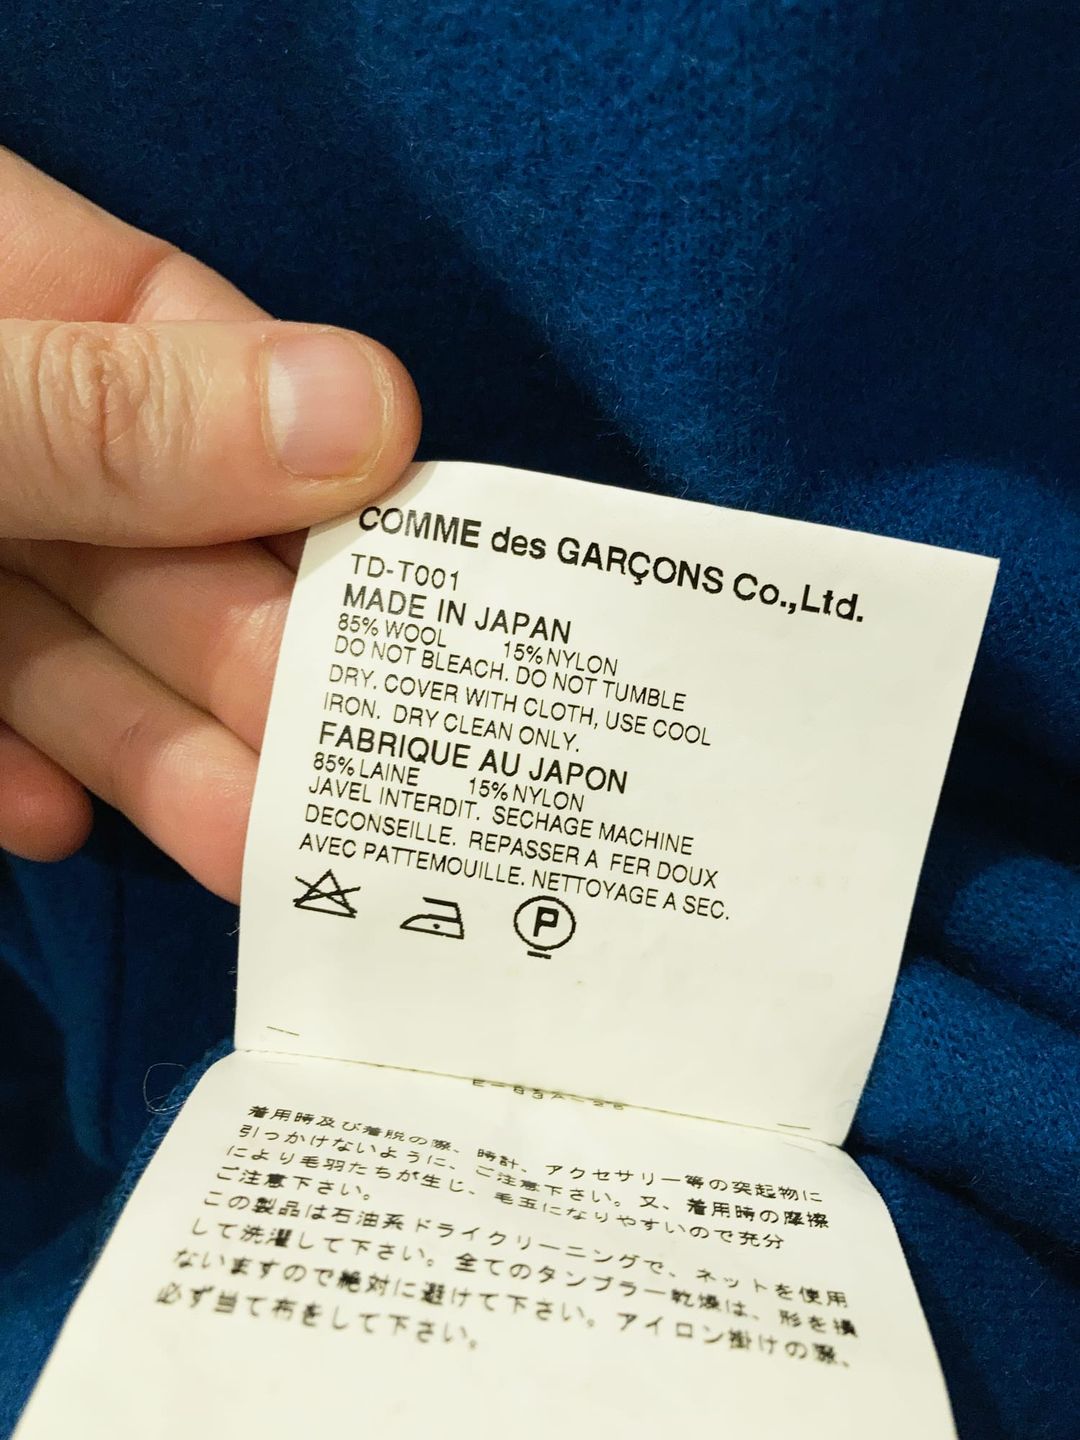 COMME des GARÇONS Co.,Ltd.
TD-T001
MADE IN JAPAN
85% WOOL 15% NYLON
DO NOT BLEACH. DO NOT TUMBLE
DRY. COVER WITH CLOTH, USE COOL
IRON. DRY CLEAN ONLY.
FABRIQUE AU JAPON
85% LAINE 15% NYLON
JAVEL INTERDIT. SECHAGE MACHINE
DECONSEILLE. REPASSER A FER DOUX
AVEC PATTEMOUILLE. NETTOYAGE A SEC.
P
着用時及び着脱の際、時計、アクセサリー等の突起物に
引っかけないように、ご注意下さい。又、着用時の摩擦
により毛羽たちが生じ、毛玉になりやすいので充分
ご注意下さい。
この製品は石油系ドライクリーニングで、ネットを使用
して洗濯して下さい。全てのタンブラー乾燥は、形を損
ないますので絶対に避けて下さい。アイロン掛けの際、
必ず当て布をして下さい。